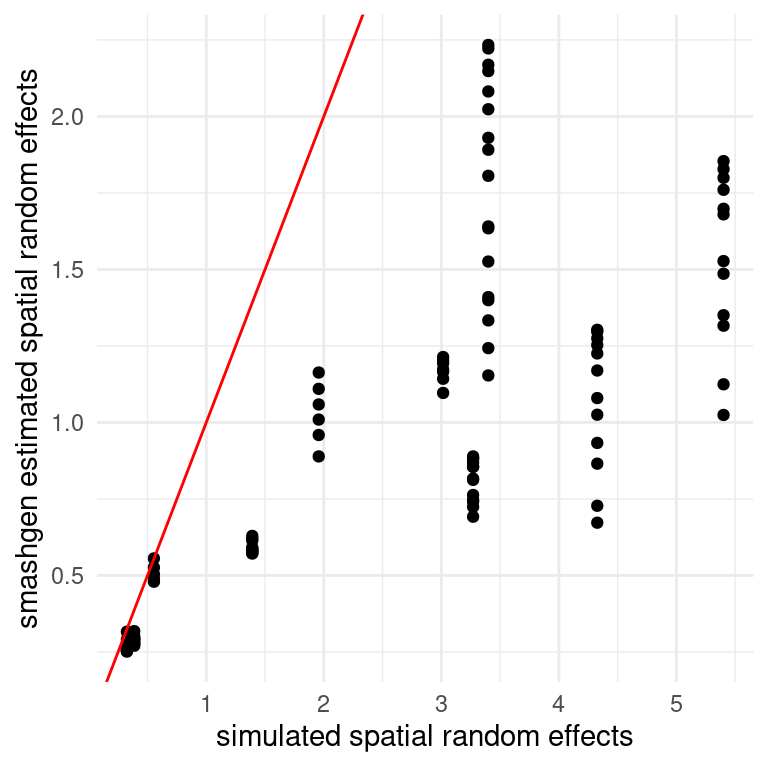 smashgen estimated spatial random effects
2.0
1.5
1.0
0.5
1 2 3 4 5
simulated spatial random effects